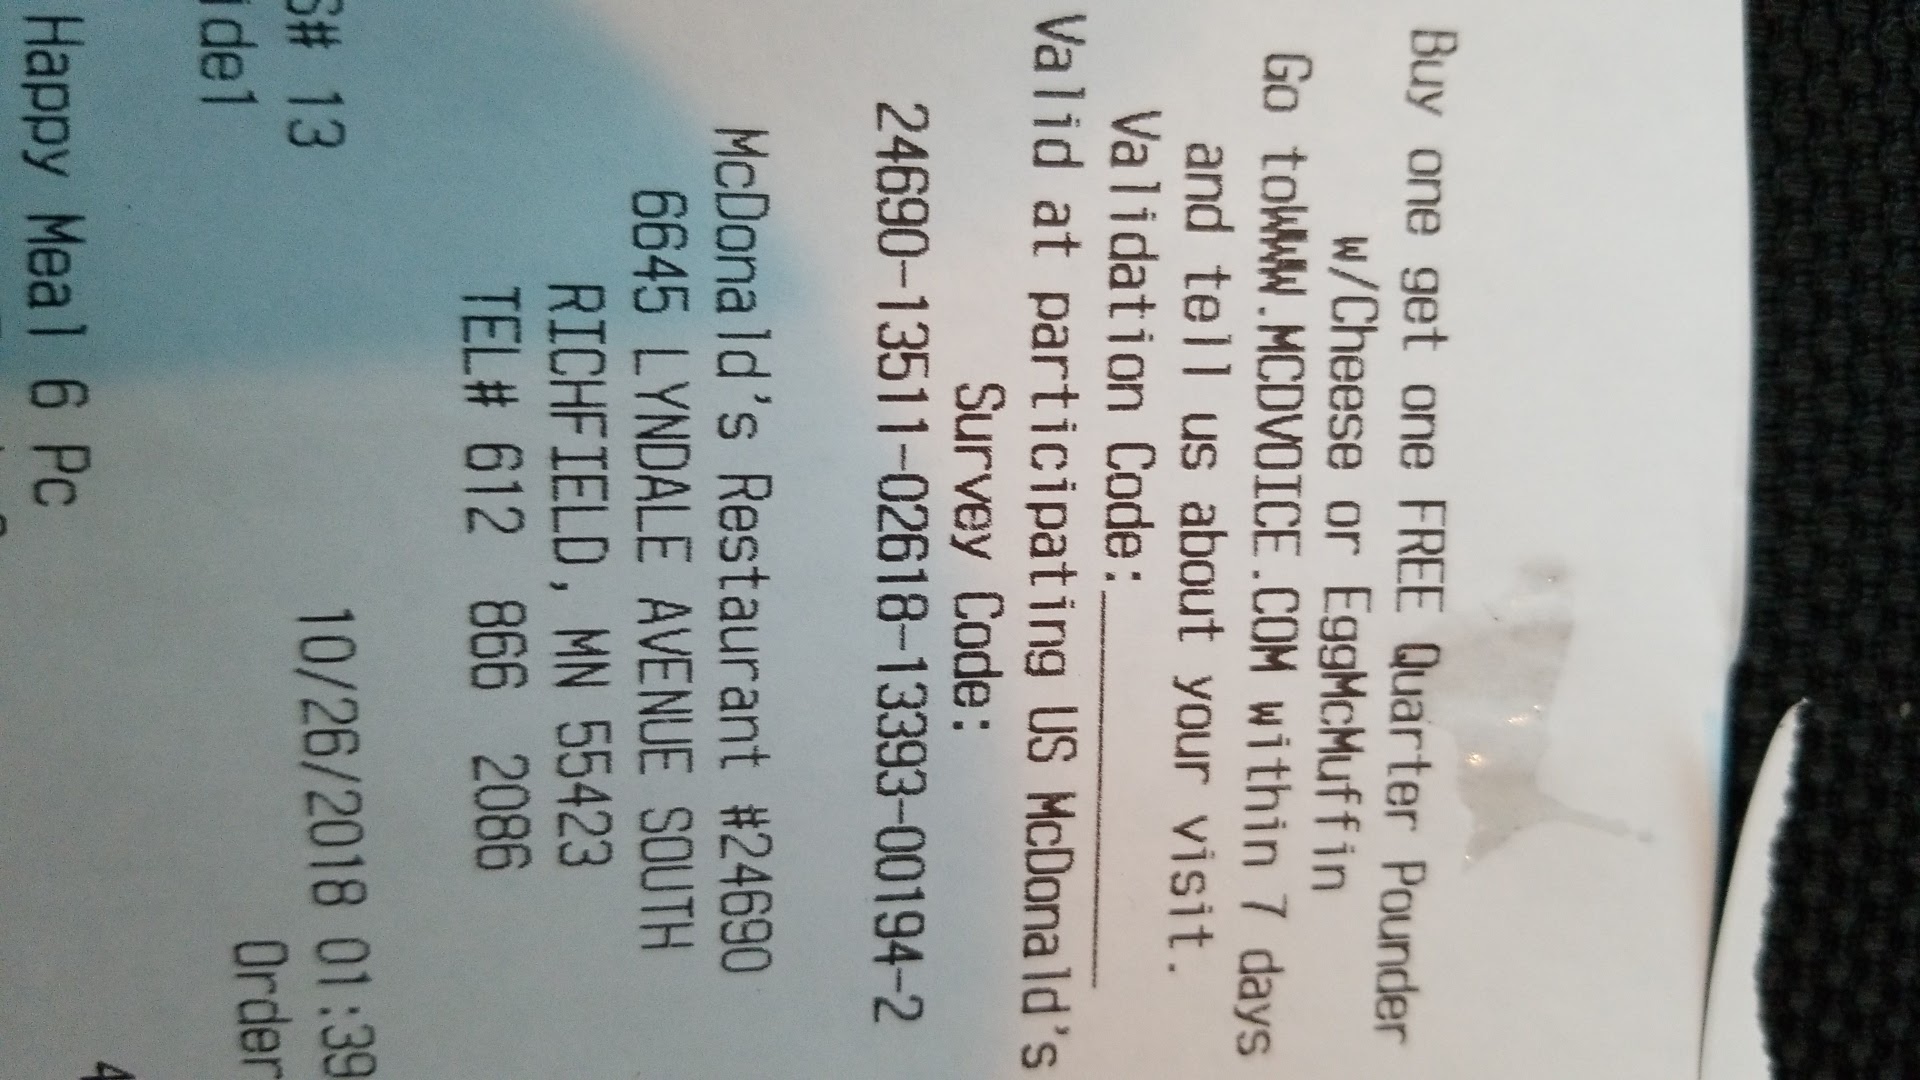 Buy one get one FREE Quarter Pounder
w/Cheese or EggMcMuffin
Go toWWW.MCDVOICE.COM within 7 days
and tell us about your visit.
Validation Code:
Valid at participating US McDonald's
Survey Code:
24690-13511-02618-13393-00194-2
McDonald's Restaurant #24690
6645 LYNDALE AVENUE SOUTH
RICHFIELD, MN 55423
TEL# 612 866 2086
S# 13 10/26/2018 01:39
ide1 Order
Happy Meal 6 Pc 4